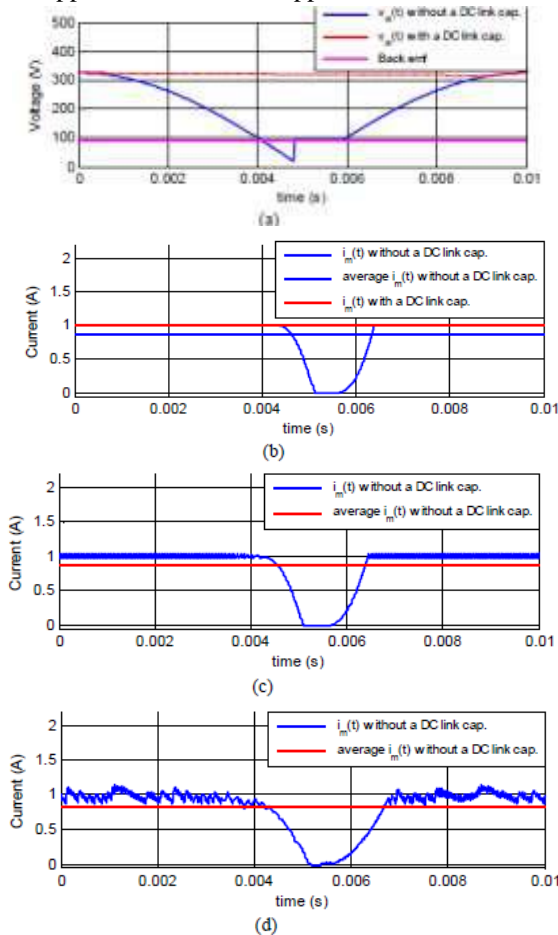 v (t) without a DC link cap.
v (t) with a DC link cap.
Back emf
Voltage (V).
500
400
300
200
100
0
0 0.002 0.004 0.006 0.008 0.01
time (s)
(a)
i_m(t) without a DC link cap.
average i_m(t) without a DC link cap.
i_m(t) with a DC link cap.
Current (A)
2
1.5
1
0.5
0
0 0.002 0.004 0.006 0.008 0.01
time (s)
(b)
i_m(t) without a DC link cap.
average i_m(t) without a DC link cap.
Current (A)
2
1.5
1
0.5
0
0 0.002 0.004 0.006 0.008 0.01
time (s)
(c)
i_m(t) without a DC link cap.
average i_m(t) without a DC link cap.
Current (A)
2
1.5
1
0.5
0
0 0.002 0.004 0.006 0.008 0.01
time (s)
(d)